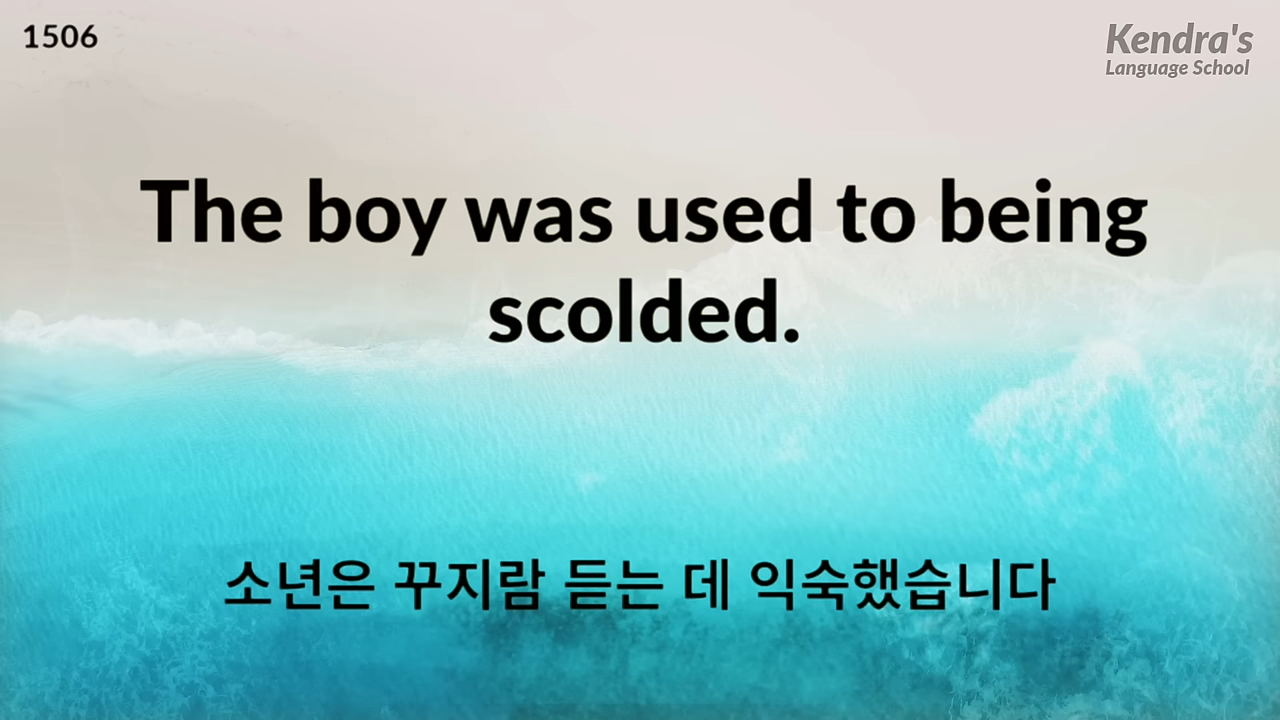 1506
Kendra's
Language School
The boy was used to being
scolded.
소년은 꾸지람 듣는 데 익숙했습니다